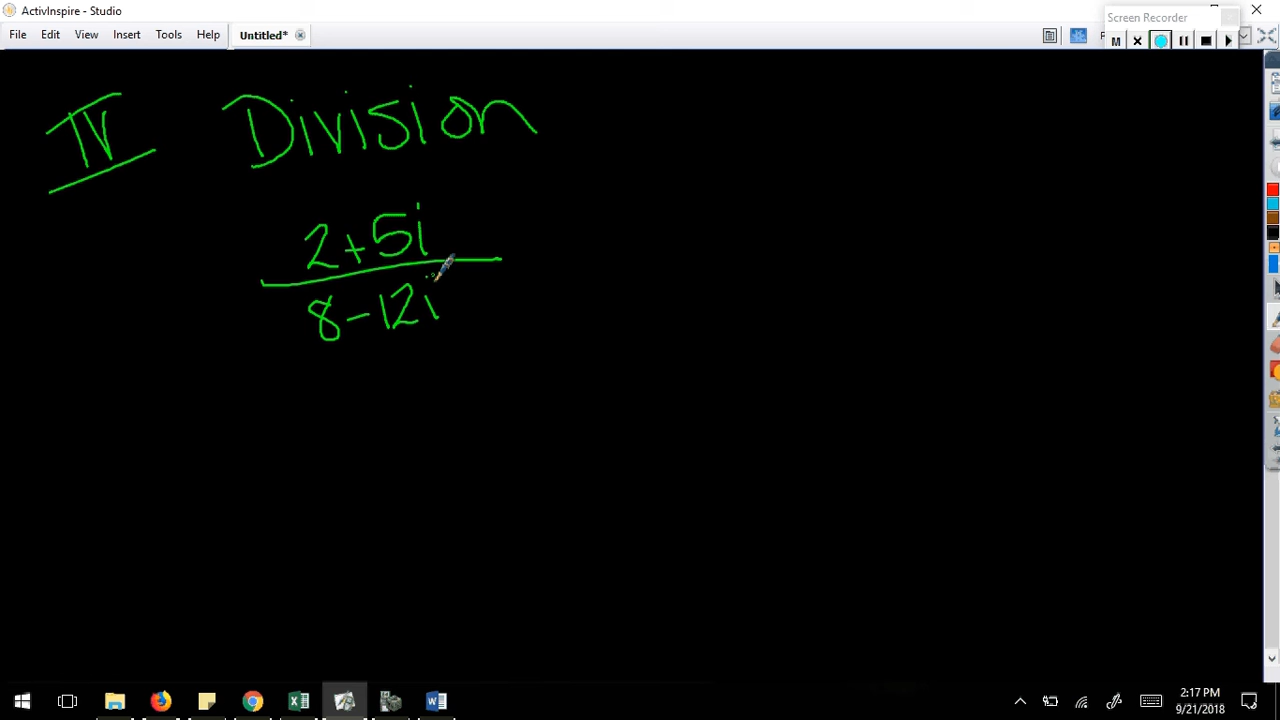 ActivInspire - Studio
Screen Recorder
File Edit View Insert Tools Help Untitled*
M
IV Division
2+5i
8-12i
2:17 PM
9/21/2018